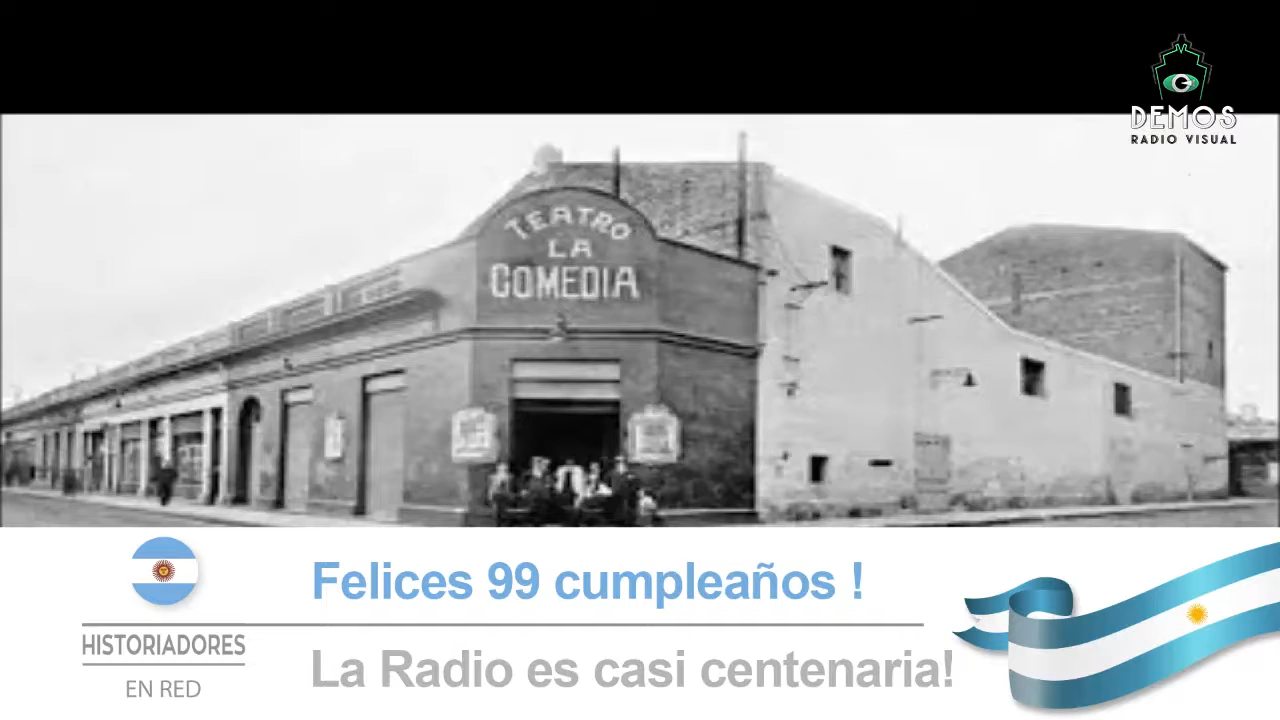 DEMOS
RADIO VISUAL
TEATRO
LA
COMEDIA
Felices 99 cumpleaños !
HISTORIADORES
EN RED
La Radio es casi centenaria!